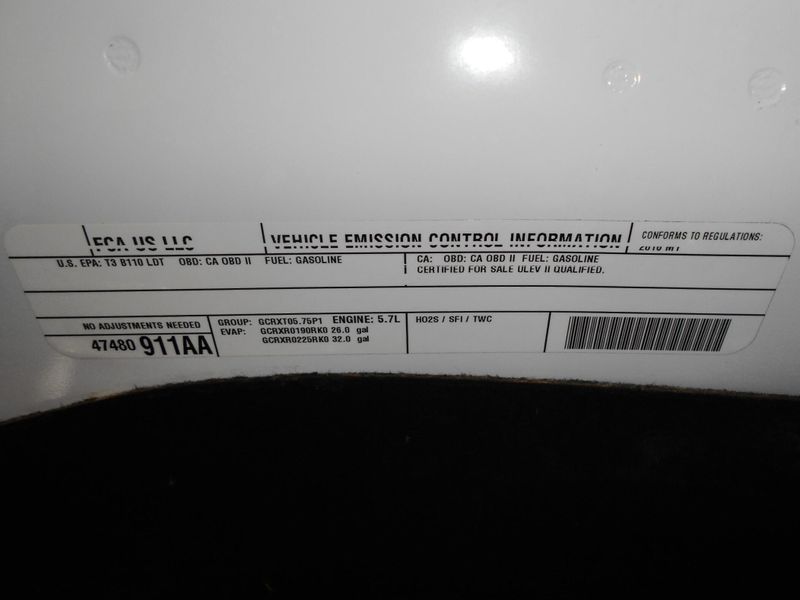 FCA US LLC
VEHICLE EMISSION CONTROL INFORMATION
CONFORMS TO REGULATIONS:
2016 MY
U.S. EPA: T3 B110 LDT OBD: CA OBD II FUEL: GASOLINE
CA: OBD: CA OBD II FUEL: GASOLINE
CERTIFIED FOR SALE ULEV II QUALIFIED.
NO ADJUSTMENTS NEEDED
47480 911AA
GROUP: GCRXT05.75P1 ENGINE: 5.7L
EVAP: GCRXR0190RK0 26.0 gal
GCRXR0225RK0 32.0 gal
HO2S / SFI / TWC